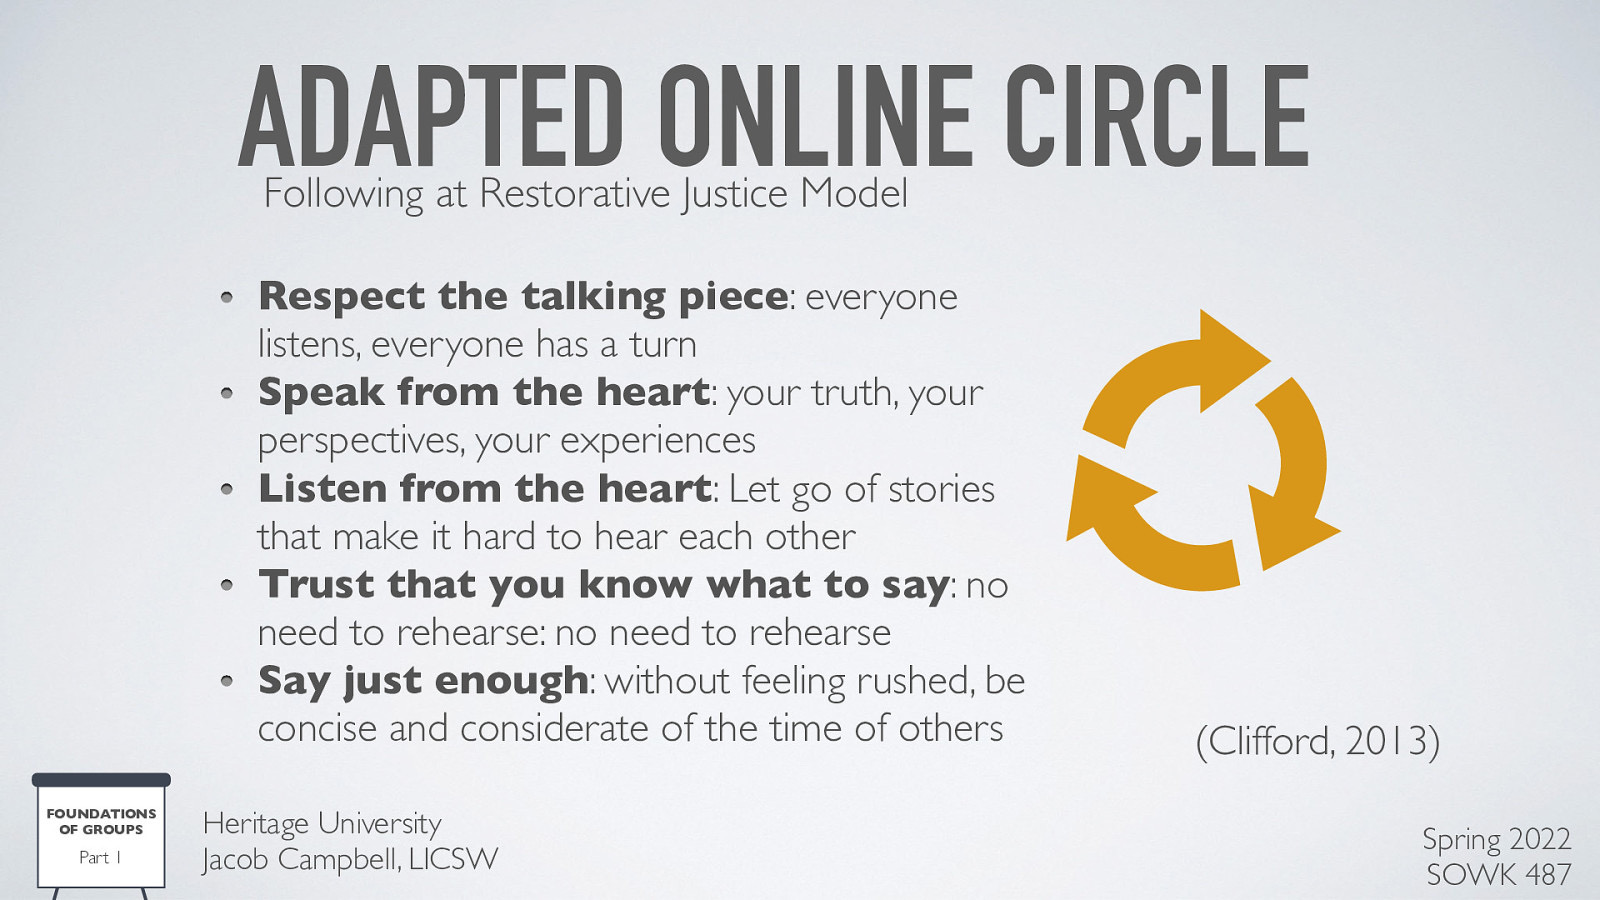 ADAPTED ONLINE CIRCLE
Following at Restorative Justice Model
• Respect the talking piece: everyone
listens, everyone has a turn
• Speak from the heart: your truth, your
perspectives, your experiences
• Listen from the heart: Let go of stories
that make it hard to hear each other
• Trust that you know what to say: no
need to rehearse: no need to rehearse
• Say just enough: without feeling rushed, be
concise and considerate of the time of others
(Clifford, 2013)
FOUNDATIONS
OF GROUPS
Part 1
Heritage University
Jacob Campbell, LICSW
Spring 2022
SOWK 487